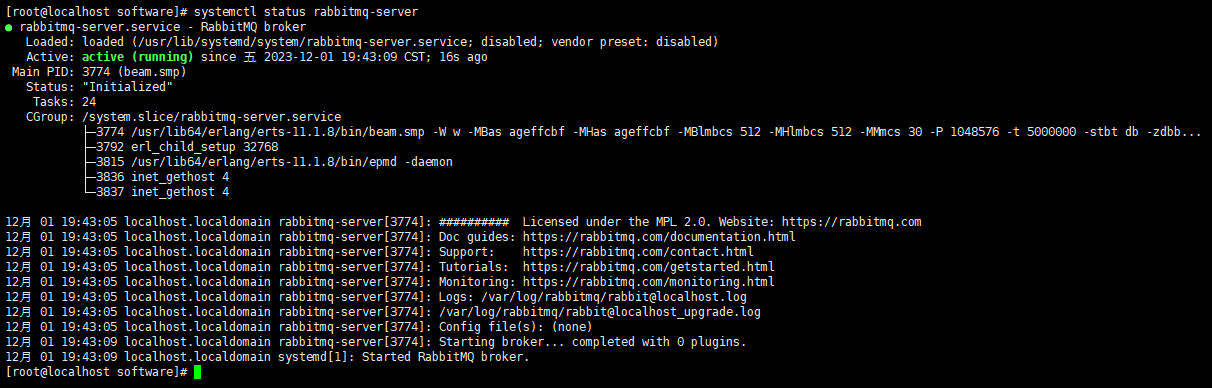 [root@localhost software]# systemctl status rabbitmq-server
● rabbitmq-server.service - RabbitMQ broker
   Loaded: loaded (/usr/lib/systemd/system/rabbitmq-server.service; disabled; vendor preset: disabled)
   Active: active (running) since 五 2023-12-01 19:43:09 CST; 16s ago
 Main PID: 3774 (beam.smp)
   Status: "Initialized"
    Tasks: 24
   CGroup: /system.slice/rabbitmq-server.service
           ├─3774 /usr/lib64/erlang/erts-11.1.8/bin/beam.smp -W w -MBas ageffcbf -MHas ageffcbf -MBlmbcs 512 -MHlmbcs 512 -MMmcs 30 -P 1048576 -t 5000000 -stbt db -zdbb...
           ├─3792 erl_child_setup 32768
           ├─3815 /usr/lib64/erlang/erts-11.1.8/bin/epmd -daemon
           ├─3836 inet_gethost 4
           └─3837 inet_gethost 4

12月 01 19:43:05 localhost.localdomain rabbitmq-server[3774]: ##########  Licensed under the MPL 2.0. Website: https://rabbitmq.com
12月 01 19:43:05 localhost.localdomain rabbitmq-server[3774]: Doc guides: https://rabbitmq.com/documentation.html
12月 01 19:43:05 localhost.localdomain rabbitmq-server[3774]: Support:    https://rabbitmq.com/contact.html
12月 01 19:43:05 localhost.localdomain rabbitmq-server[3774]: Tutorials:  https://rabbitmq.com/getstarted.html
12月 01 19:43:05 localhost.localdomain rabbitmq-server[3774]: Monitoring: https://rabbitmq.com/monitoring.html
12月 01 19:43:05 localhost.localdomain rabbitmq-server[3774]: Logs: /var/log/rabbitmq/rabbit@localhost.log
12月 01 19:43:05 localhost.localdomain rabbitmq-server[3774]: /var/log/rabbitmq/rabbit@localhost_upgrade.log
12月 01 19:43:05 localhost.localdomain rabbitmq-server[3774]: Config file(s): (none)
12月 01 19:43:09 localhost.localdomain rabbitmq-server[3774]: Starting broker... completed with 0 plugins.
12月 01 19:43:09 localhost.localdomain systemd[1]: Started RabbitMQ broker.
[root@localhost software]#